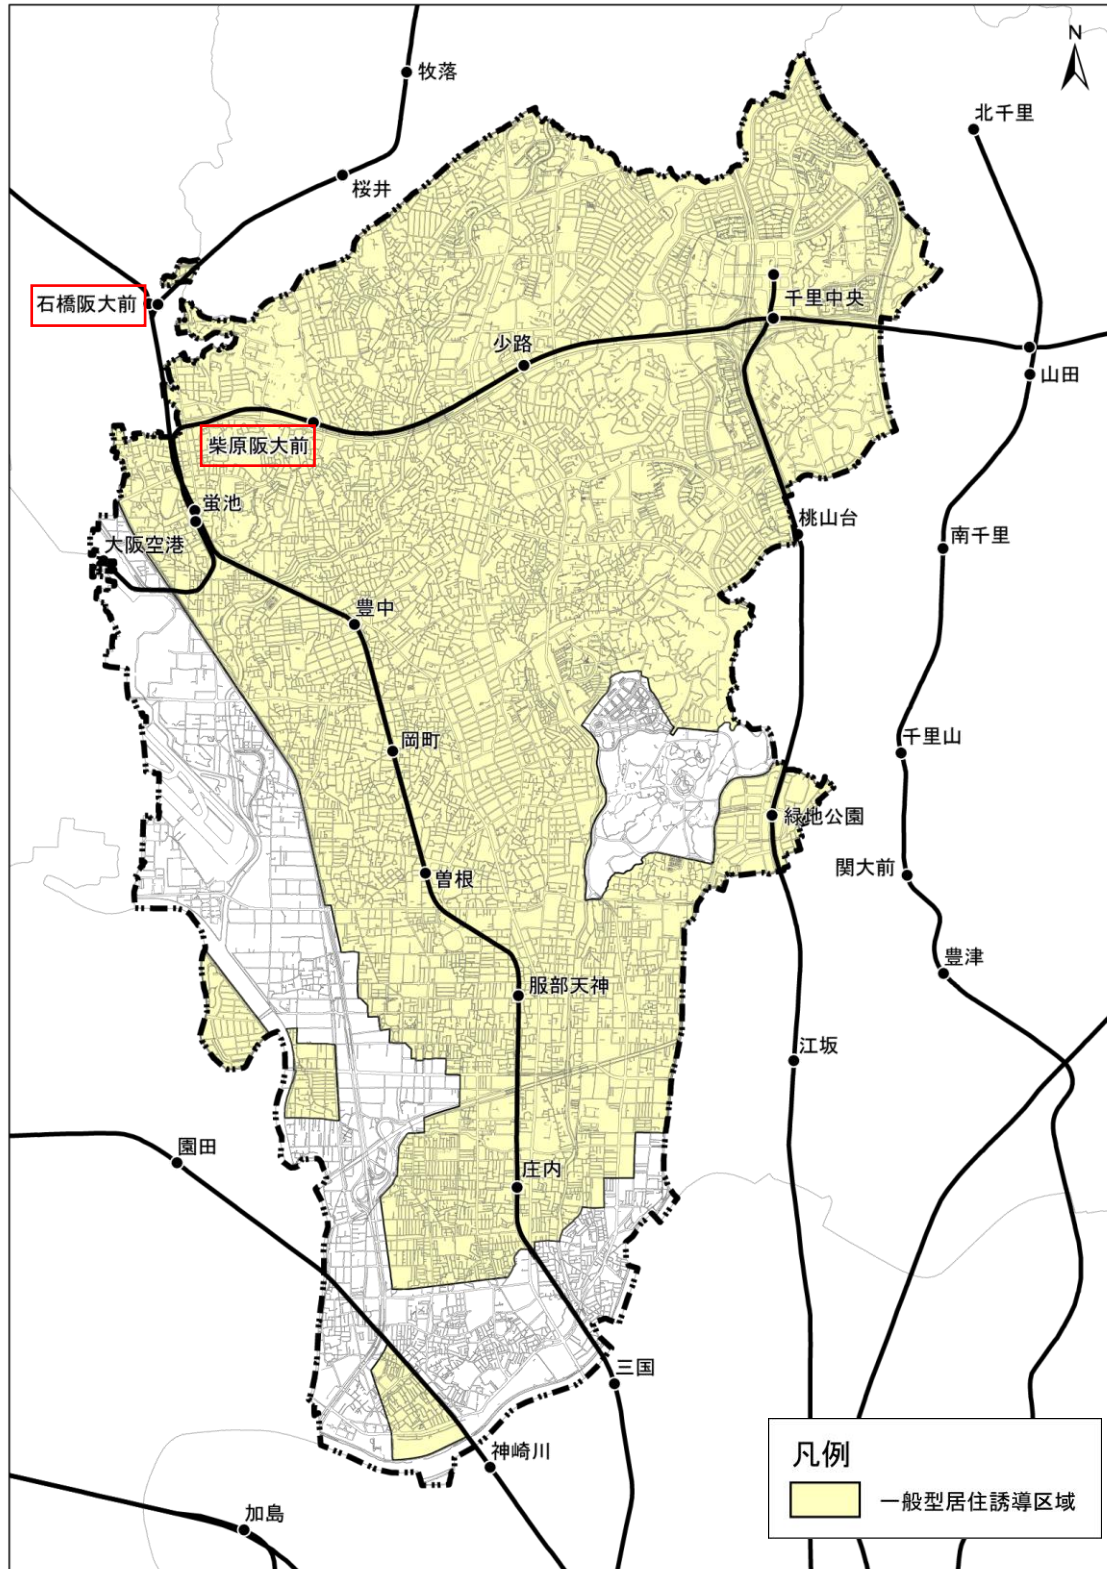 N
牧落
北千里
桜井
石橋阪大前
千里中央
少路
山田
柴原阪大前
蛍池
桃山台
大阪空港
南千里
豊中
岡町
千里山
緑地公園
関大前
曽根
豊津
服部天神
江坂
園田
庄内
三国
凡例
神崎川
一般型居住誘導区域
加島